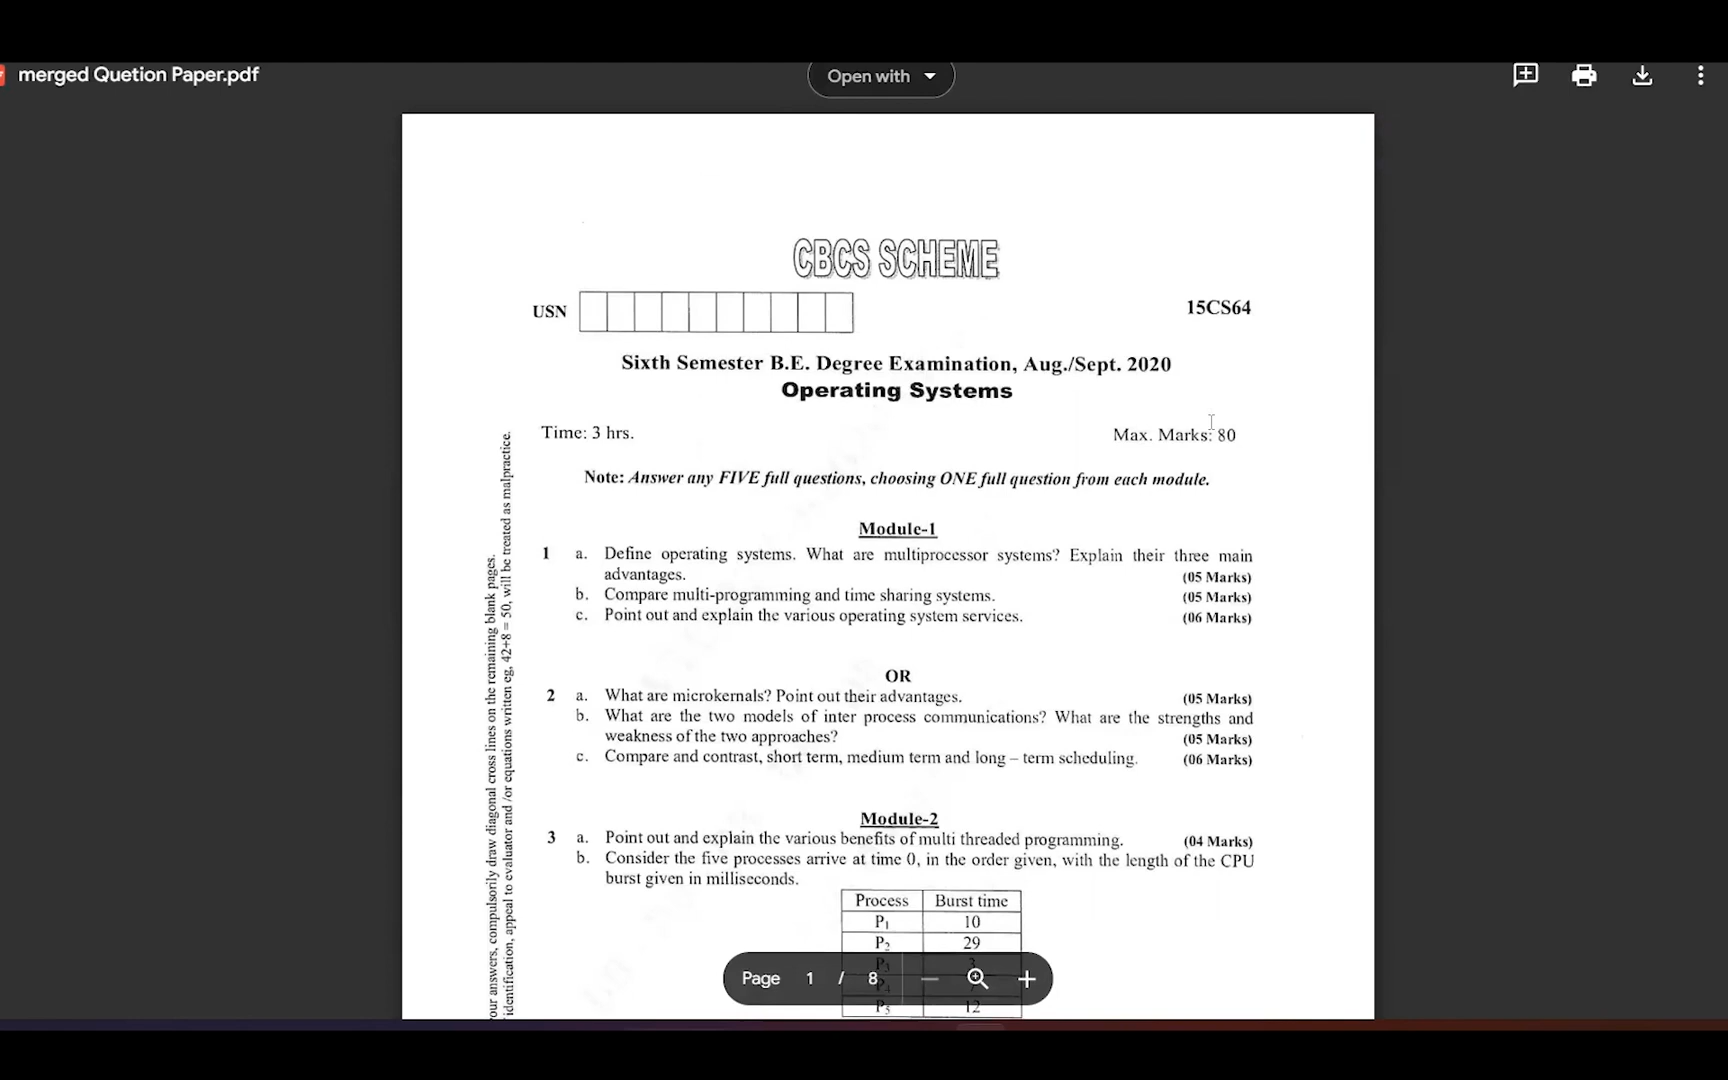 merged Quetion Paper.pdf
Open with
CBCS SCHEME
USN
15CS64
Sixth Semester B.E. Degree Examination, Aug./Sept. 2020
Operating Systems
Time: 3 hrs.
Max. Marks: 80
Note: Answer any FIVE full questions, choosing ONE full question from each module.
Module-1
1 a. Define operating systems. What are multiprocessor systems? Explain their three main
advantages. (05 Marks)
b. Compare multi-programming and time sharing systems. (05 Marks)
c. Point out and explain the various operating system services. (06 Marks)
OR
2 a. What are microkernals? Point out their advantages. (05 Marks)
b. What are the two models of inter process communications? What are the strengths and
weakness of the two approaches? (05 Marks)
c. Compare and contrast, short term, medium term and long – term scheduling. (06 Marks)
Module-2
3 a. Point out and explain the various benefits of multi threaded programming. (04 Marks)
b. Consider the five processes arrive at time 0, in the order given, with the length of the CPU
burst given in milliseconds.
Process Burst time
P1 10
P2 29
P3 3
P4 7
P5 12
Page 1 / 8
our answers, compulsorily draw diagonal cross lines on the remaining blank pages.
identification, appeal to evaluator and /or equations written eg, 42+8 = 50, will be treated as malpractice.